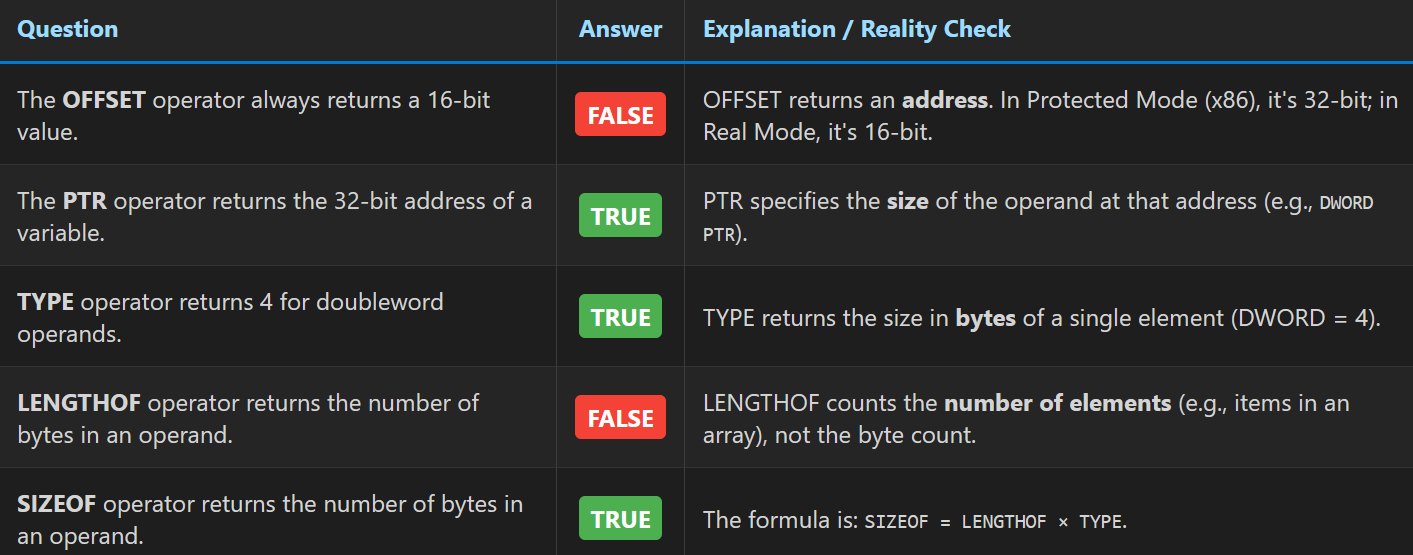 Question Answer Explanation / Reality Check
The OFFSET operator always returns a 16-bit
value.
FALSE
OFFSET returns an address. In Protected Mode (x86), it's 32-bit; in
Real Mode, it's 16-bit.
The PTR operator returns the 32-bit address of a
variable.
TRUE
PTR specifies the size of the operand at that address (e.g., DWORD
PTR).
TYPE operator returns 4 for doubleword
operands.
TRUE
TYPE returns the size in bytes of a single element (DWORD = 4).
LENGTHOF operator returns the number of
bytes in an operand.
FALSE
LENGTHOF counts the number of elements (e.g., items in an
array), not the byte count.
SIZEOF operator returns the number of bytes in
an operand.
TRUE
The formula is: SIZEOF = LENGTHOF × TYPE.